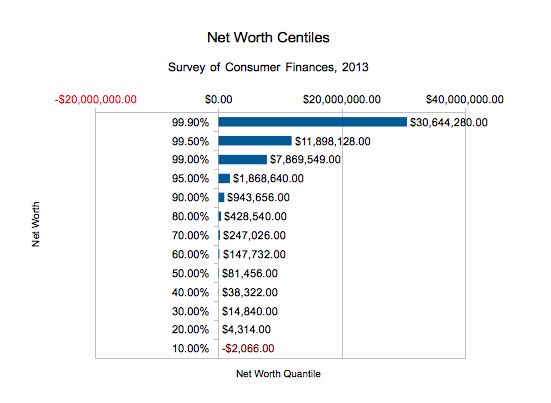 Net Worth Centiles
Survey of Consumer Finances, 2013
-$20,000,000.00 $0.00 $20,000,000.00 $40,000,000.00
99.90% $30,644,280.00
99.50% $11,898,128.00
99.00% $7,869,549.00
95.00% $1,868,640.00
90.00% $943,656.00
80.00% $428,540.00
70.00% $247,026.00
60.00% $147,732.00
50.00% $81,456.00
40.00% $38,322.00
30.00% $14,840.00
20.00% $4,314.00
10.00% -$2,066.00
Net Worth
Net Worth Quantile